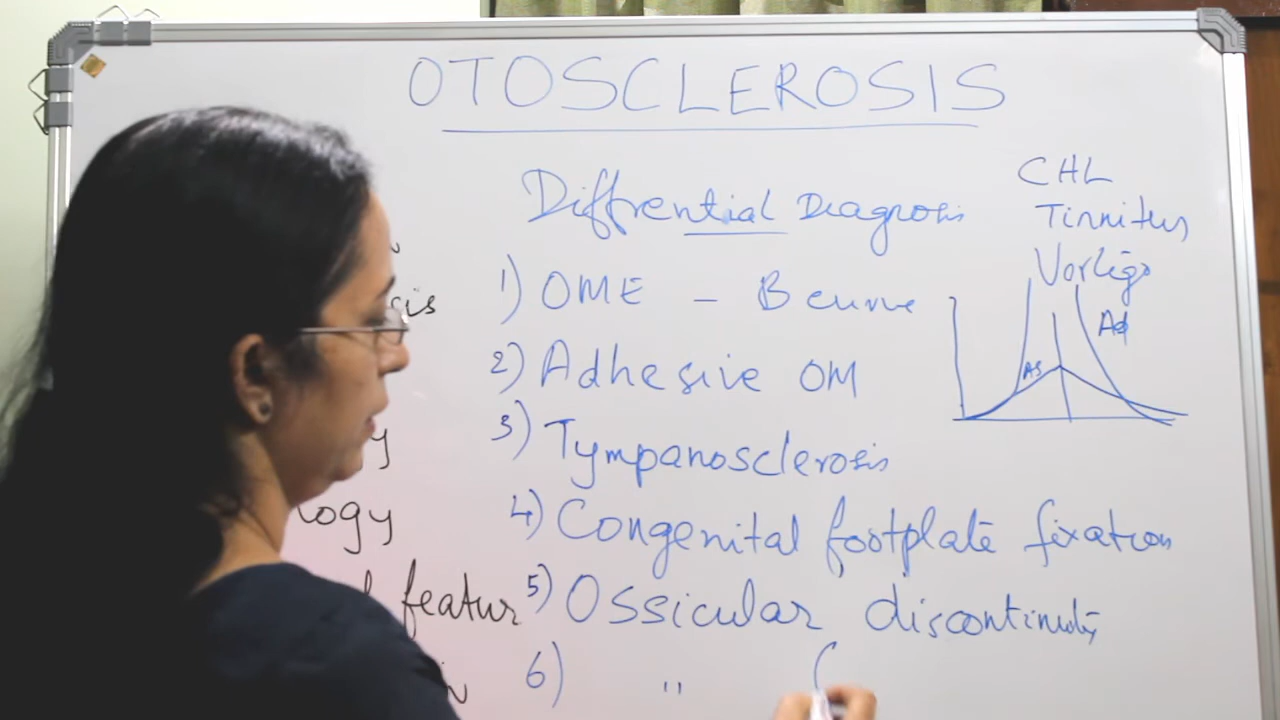 OTOSCLEROSIS
Diffrential Diagnosis
CHL
Tinnitus
Vertigo
1) OME - B curve
As
Ad
2) Adhesive OM
3) Tympanosclerosis
4) Congenital footplate fixation
5) Ossicular discontinuity
6) " (
sis
y
logy
featur